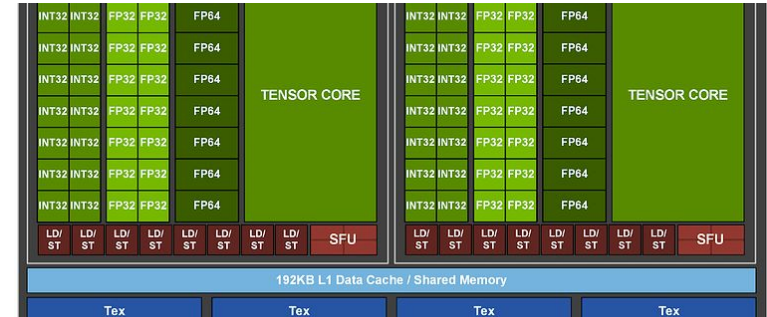 INT32 INT32 FP32 FP32 FP64 INT32 INT32 FP32 FP32 FP64
INT32 INT32 FP32 FP32 FP64 INT32 INT32 FP32 FP32 FP64
INT32 INT32 FP32 FP32 FP64 INT32 INT32 FP32 FP32 FP64
TENSOR CORE TENSOR CORE
INT32 INT32 FP32 FP32 FP64 INT32 INT32 FP32 FP32 FP64
INT32 INT32 FP32 FP32 FP64 INT32 INT32 FP32 FP32 FP64
INT32 INT32 FP32 FP32 FP64 INT32 INT32 FP32 FP32 FP64
INT32 INT32 FP32 FP32 FP64 INT32 INT32 FP32 FP32 FP64
LD/ LD/ LD/ LD/ LD/ LD/ LD/ LD/ SFU LD/ LD/ LD/ LD/ LD/ LD/ LD/ LD/ SFU
ST ST ST ST ST ST ST ST ST ST ST ST ST ST ST ST
192KB L1 Data Cache / Shared Memory
Tex Tex Tex Tex